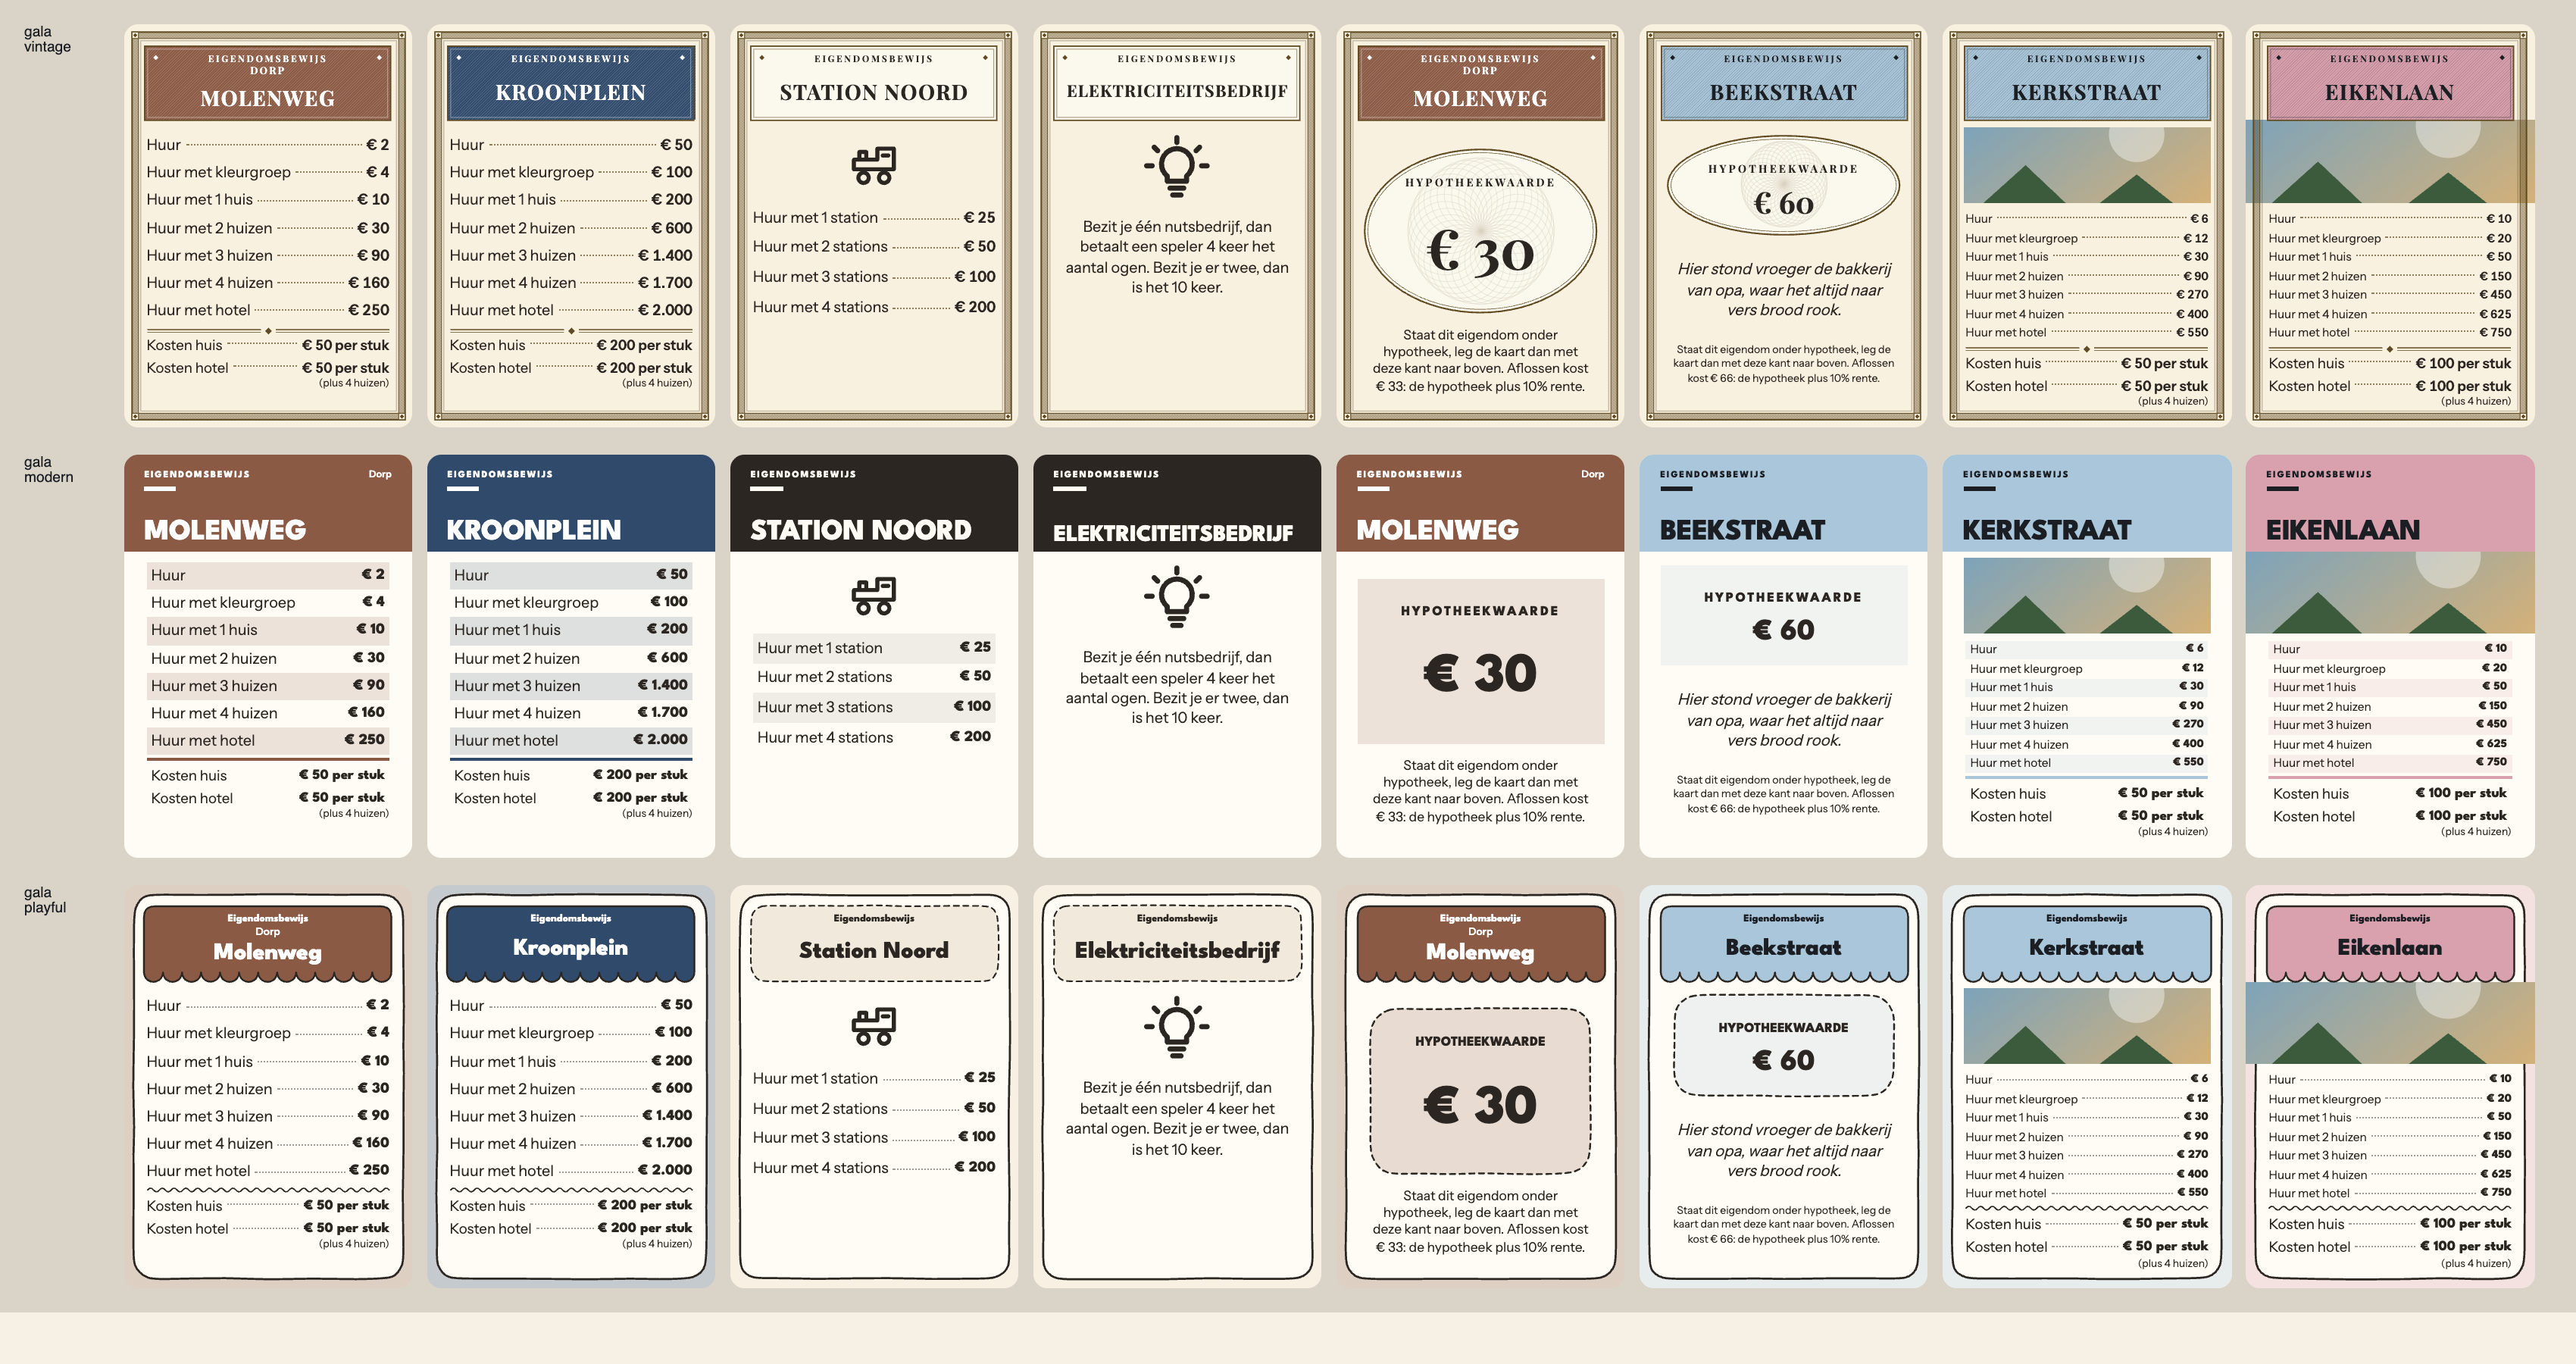 gala
vintage
EIGENDOMSBEWIJS
DORP
MOLENWEG
Huur € 2
Huur met kleurgroep € 4
Huur met 1 huis € 10
Huur met 2 huizen € 30
Huur met 3 huizen € 90
Huur met 4 huizen € 160
Huur met hotel € 250
Kosten huis € 50 per stuk
Kosten hotel € 50 per stuk
(plus 4 huizen)
EIGENDOMSBEWIJS
KROONPLEIN
Huur € 50
Huur met kleurgroep € 100
Huur met 1 huis € 200
Huur met 2 huizen € 600
Huur met 3 huizen € 1.400
Huur met 4 huizen € 1.700
Huur met hotel € 2.000
Kosten huis € 200 per stuk
Kosten hotel € 200 per stuk
(plus 4 huizen)
EIGENDOMSBEWIJS
STATION NOORD
Huur met 1 station € 25
Huur met 2 stations € 50
Huur met 3 stations € 100
Huur met 4 stations € 200
EIGENDOMSBEWIJS
ELEKTRICITEITSBEDRIJF
Bezit je één nutsbedrijf, dan
betaalt een speler 4 keer het
aantal ogen. Bezit je er twee, dan
is het 10 keer.
EIGENDOMSBEWIJS
DORP
MOLENWEG
HYPOTHEEKWAARDE
€ 30
Staat dit eigendom onder
hypotheek, leg de kaart dan met
deze kant naar boven. Aflossen kost
€ 33: de hypotheek plus 10% rente.
EIGENDOMSBEWIJS
BEEKSTRAAT
HYPOTHEEKWAARDE
€ 60
Hier stond vroeger de bakkerij
van opa, waar het altijd naar
vers brood rook.
Staat dit eigendom onder hypotheek, leg de
kaart dan met deze kant naar boven. Aflossen
kost € 66: de hypotheek plus 10% rente.
EIGENDOMSBEWIJS
KERKSTRAAT
Huur € 6
Huur met kleurgroep € 12
Huur met 1 huis € 30
Huur met 2 huizen € 90
Huur met 3 huizen € 270
Huur met 4 huizen € 400
Huur met hotel € 550
Kosten huis € 50 per stuk
Kosten hotel € 50 per stuk
(plus 4 huizen)
EIGENDOMSBEWIJS
EIKENLAAN
Huur € 10
Huur met kleurgroep € 20
Huur met 1 huis € 50
Huur met 2 huizen € 150
Huur met 3 huizen € 450
Huur met 4 huizen € 625
Huur met hotel € 750
Kosten huis € 100 per stuk
Kosten hotel € 100 per stuk
(plus 4 huizen)
gala
modern
EIGENDOMSBEWIJS Dorp
MOLENWEG
Huur € 2
Huur met kleurgroep € 4
Huur met 1 huis € 10
Huur met 2 huizen € 30
Huur met 3 huizen € 90
Huur met 4 huizen € 160
Huur met hotel € 250
Kosten huis € 50 per stuk
Kosten hotel € 50 per stuk
(plus 4 huizen)
EIGENDOMSBEWIJS
KROONPLEIN
Huur € 50
Huur met kleurgroep € 100
Huur met 1 huis € 200
Huur met 2 huizen € 600
Huur met 3 huizen € 1.400
Huur met 4 huizen € 1.700
Huur met hotel € 2.000
Kosten huis € 200 per stuk
Kosten hotel € 200 per stuk
(plus 4 huizen)
EIGENDOMSBEWIJS
STATION NOORD
Huur met 1 station € 25
Huur met 2 stations € 50
Huur met 3 stations € 100
Huur met 4 stations € 200
EIGENDOMSBEWIJS
ELEKTRICITEITSBEDRIJF
Bezit je één nutsbedrijf, dan
betaalt een speler 4 keer het
aantal ogen. Bezit je er twee, dan
is het 10 keer.
EIGENDOMSBEWIJS Dorp
MOLENWEG
HYPOTHEEKWAARDE
€ 30
Staat dit eigendom onder
hypotheek, leg de kaart dan met
deze kant naar boven. Aflossen kost
€ 33: de hypotheek plus 10% rente.
EIGENDOMSBEWIJS
BEEKSTRAAT
HYPOTHEEKWAARDE
€ 60
Hier stond vroeger de bakkerij
van opa, waar het altijd naar
vers brood rook.
Staat dit eigendom onder hypotheek, leg de
kaart dan met deze kant naar boven. Aflossen
kost € 66: de hypotheek plus 10% rente.
EIGENDOMSBEWIJS
KERKSTRAAT
Huur € 6
Huur met kleurgroep € 12
Huur met 1 huis € 30
Huur met 2 huizen € 90
Huur met 3 huizen € 270
Huur met 4 huizen € 400
Huur met hotel € 550
Kosten huis € 50 per stuk
Kosten hotel € 50 per stuk
(plus 4 huizen)
EIGENDOMSBEWIJS
EIKENLAAN
Huur € 10
Huur met kleurgroep € 20
Huur met 1 huis € 50
Huur met 2 huizen € 150
Huur met 3 huizen € 450
Huur met 4 huizen € 625
Huur met hotel € 750
Kosten huis € 100 per stuk
Kosten hotel € 100 per stuk
(plus 4 huizen)
gala
playful
Eigendomsbewijs
Dorp
Molenweg
Huur € 2
Huur met kleurgroep € 4
Huur met 1 huis € 10
Huur met 2 huizen € 30
Huur met 3 huizen € 90
Huur met 4 huizen € 160
Huur met hotel € 250
Kosten huis € 50 per stuk
Kosten hotel € 50 per stuk
(plus 4 huizen)
Eigendomsbewijs
Kroonplein
Huur € 50
Huur met kleurgroep € 100
Huur met 1 huis € 200
Huur met 2 huizen € 600
Huur met 3 huizen € 1.400
Huur met 4 huizen € 1.700
Huur met hotel € 2.000
Kosten huis € 200 per stuk
Kosten hotel € 200 per stuk
(plus 4 huizen)
Eigendomsbewijs
Station Noord
Huur met 1 station € 25
Huur met 2 stations € 50
Huur met 3 stations € 100
Huur met 4 stations € 200
Eigendomsbewijs
Elektriciteitsbedrijf
Bezit je één nutsbedrijf, dan
betaalt een speler 4 keer het
aantal ogen. Bezit je er twee, dan
is het 10 keer.
Eigendomsbewijs
Dorp
Molenweg
HYPOTHEEKWAARDE
€ 30
Staat dit eigendom onder
hypotheek, leg de kaart dan met
deze kant naar boven. Aflossen kost
€ 33: de hypotheek plus 10% rente.
Eigendomsbewijs
Beekstraat
HYPOTHEEKWAARDE
€ 60
Hier stond vroeger de bakkerij
van opa, waar het altijd naar
vers brood rook.
Staat dit eigendom onder hypotheek, leg de
kaart dan met deze kant naar boven. Aflossen
kost € 66: de hypotheek plus 10% rente.
Eigendomsbewijs
Kerkstraat
Huur € 6
Huur met kleurgroep € 12
Huur met 1 huis € 30
Huur met 2 huizen € 90
Huur met 3 huizen € 270
Huur met 4 huizen € 400
Huur met hotel € 550
Kosten huis € 50 per stuk
Kosten hotel € 50 per stuk
(plus 4 huizen)
Eigendomsbewijs
Eikenlaan
Huur € 10
Huur met kleurgroep € 20
Huur met 1 huis € 50
Huur met 2 huizen € 150
Huur met 3 huizen € 450
Huur met 4 huizen € 625
Huur met hotel € 750
Kosten huis € 100 per stuk
Kosten hotel € 100 per stuk
(plus 4 huizen)